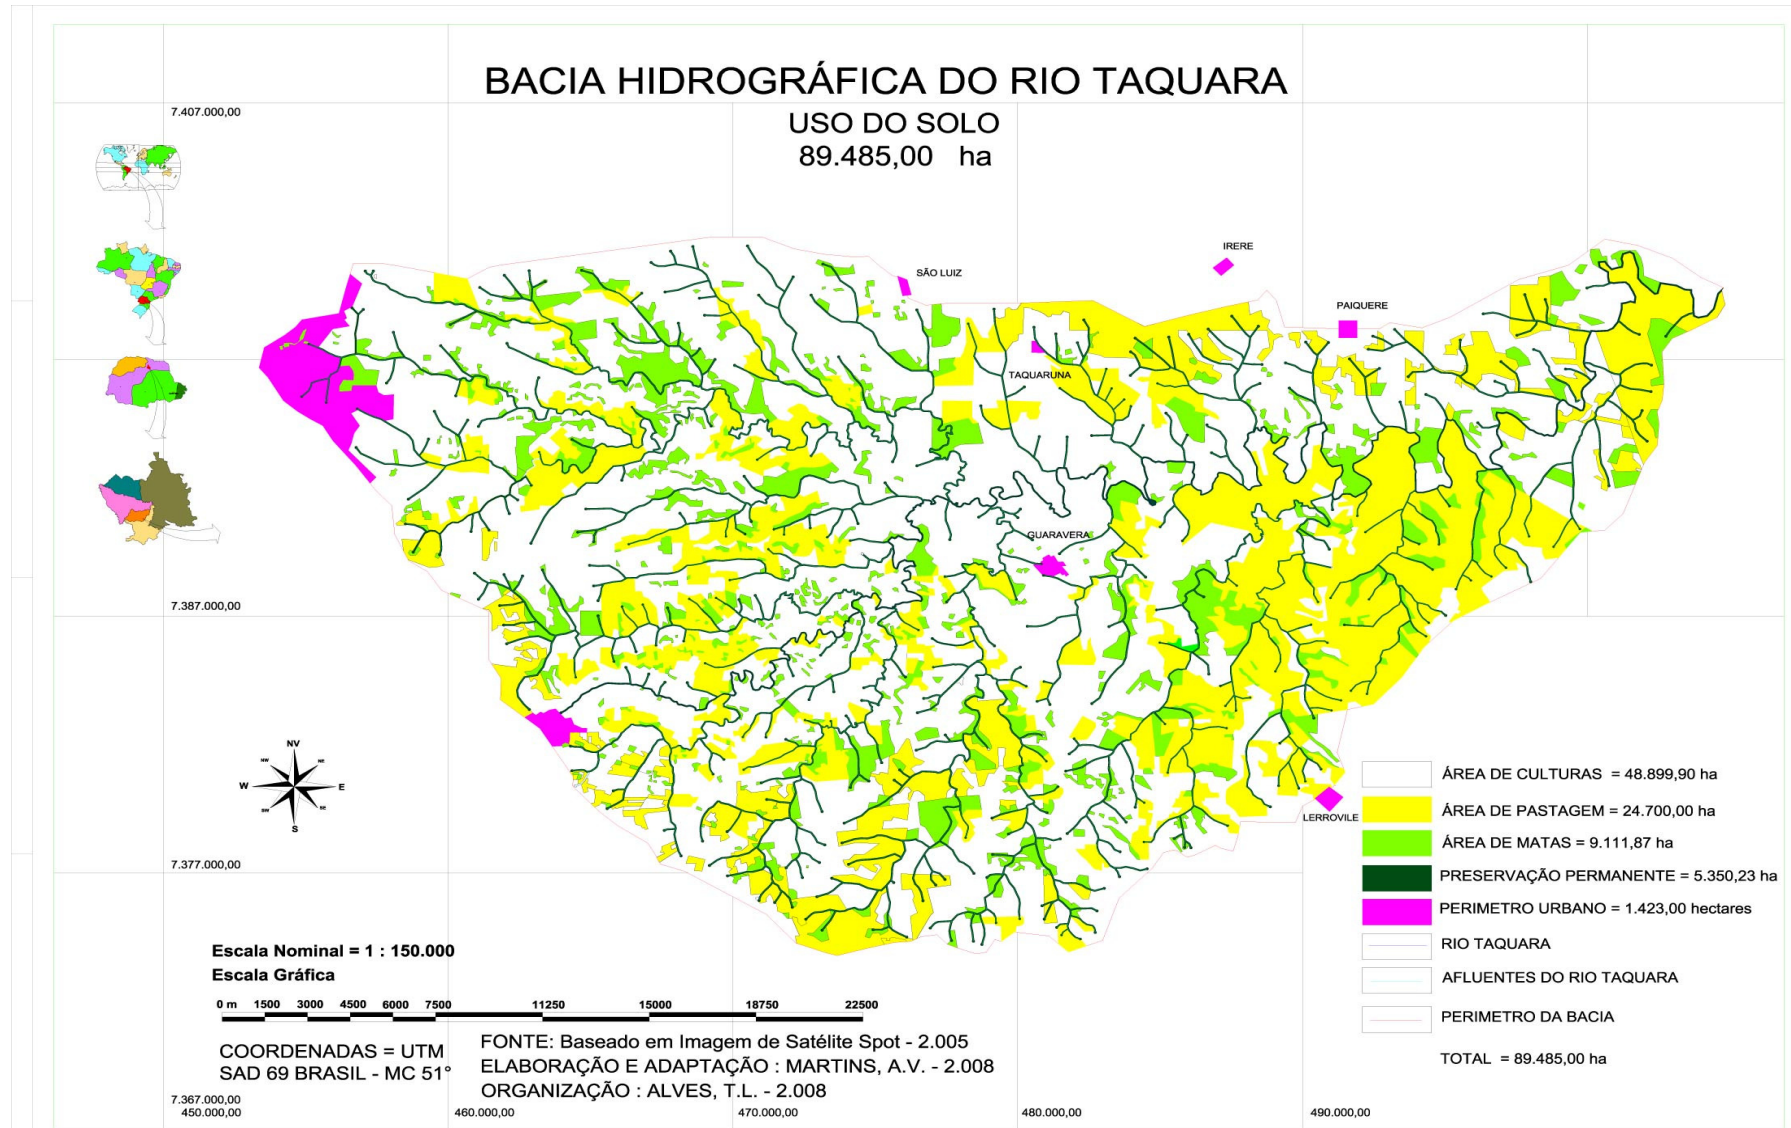 BACIA HIDROGRÁFICA DO RIO TAQUARA
USO DO SOLO
89.485,00 ha
7.407.000,00
IRERE
SÃO LUIZ
PAIQUERE
TAQUARUNA
GUARAVERA
7.387.000,00
NV
NW
NE
W
E
SW
S
LERROVILE
7.377.000,00
ÁREA DE CULTURAS = 48.899,90 ha
ÁREA DE PASTAGEM = 24.700,00 ha
ÁREA DE MATAS = 9.111,87 ha
PRESERVAÇÃO PERMANENTE = 5.350,23 ha
PERIMETRO URBANO = 1.423,00 hectares
RIO TAQUARA
AFLUENTES DO RIO TAQUARA
PERIMETRO DA BACIA
TOTAL = 89.485,00 ha
Escala Nominal = 1 : 150.000
Escala Gráfica
0 m 1500 3000 4500 6000 7500 11250 15000 18750 22500
COORDENADAS = UTM
SAD 69 BRASIL - MC 51°
FONTE: Baseado em Imagem de Satélite Spot - 2.005
ELABORAÇÃO E ADAPTAÇÃO : MARTINS, A.V. - 2.008
ORGANIZAÇÃO : ALVES, T.L. - 2.008
7.367.000,00
450.000,00 460.000,00 470.000,00 480.000,00 490.000,00